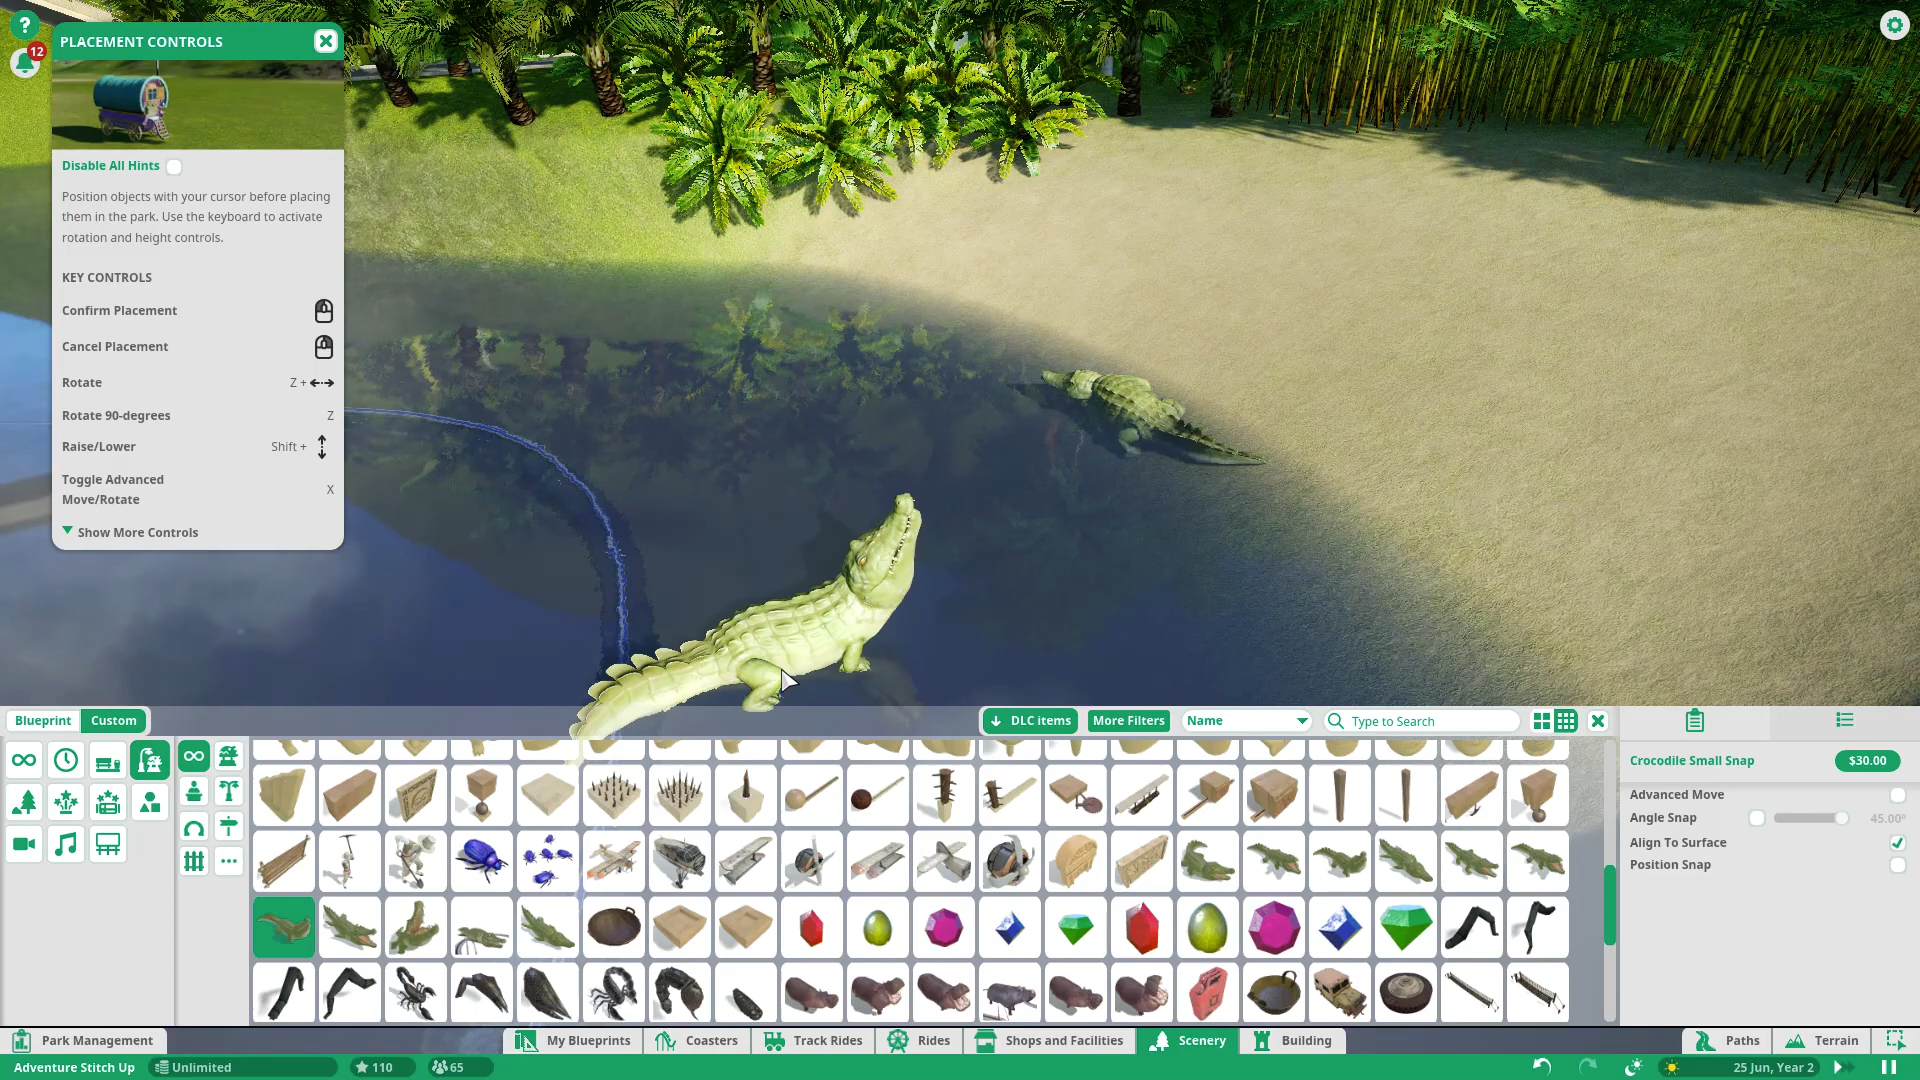 ?
12
PLACEMENT CONTROLS
Disable All Hints
Position objects with your cursor before placing
them in the park. Use the keyboard to activate
rotation and height controls.
KEY CONTROLS
Confirm Placement
Cancel Placement
Rotate Z +
Rotate 90-degrees Z
Raise/Lower Shift +
Toggle Advanced
Move/Rotate X
Show More Controls
Blueprint Custom
DLC items More Filters Name Type to Search
Crocodile Small Snap $30.00
Advanced Move
Angle Snap 45.00°
Align To Surface
Position Snap
Park Management My Blueprints Coasters Track Rides Rides Shops and Facilities Scenery Building Paths Terrain
Adventure Stitch Up Unlimited 110 65 25 Jun, Year 2